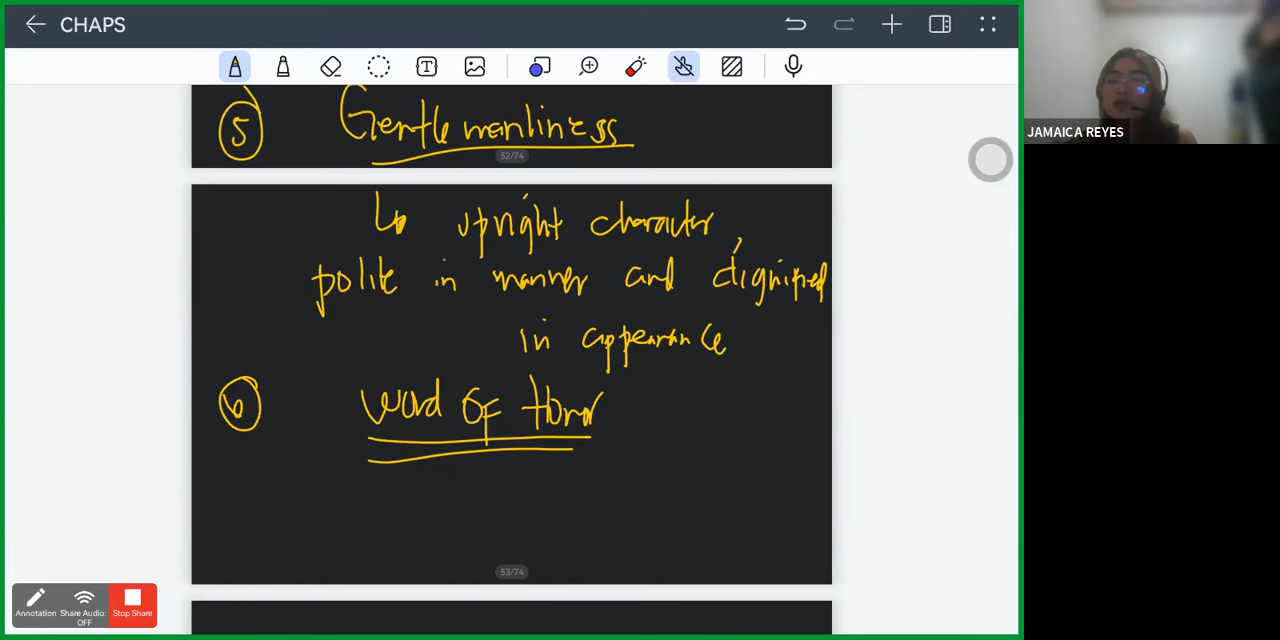 CHAPS
5 Gentlemanliness
52/74
upright character,
polite in manner and dignified
in appearance
6 Word Of Honor
53/74
Annotation
Share Audio: OFF
Stop Share
JAMAICA REYES